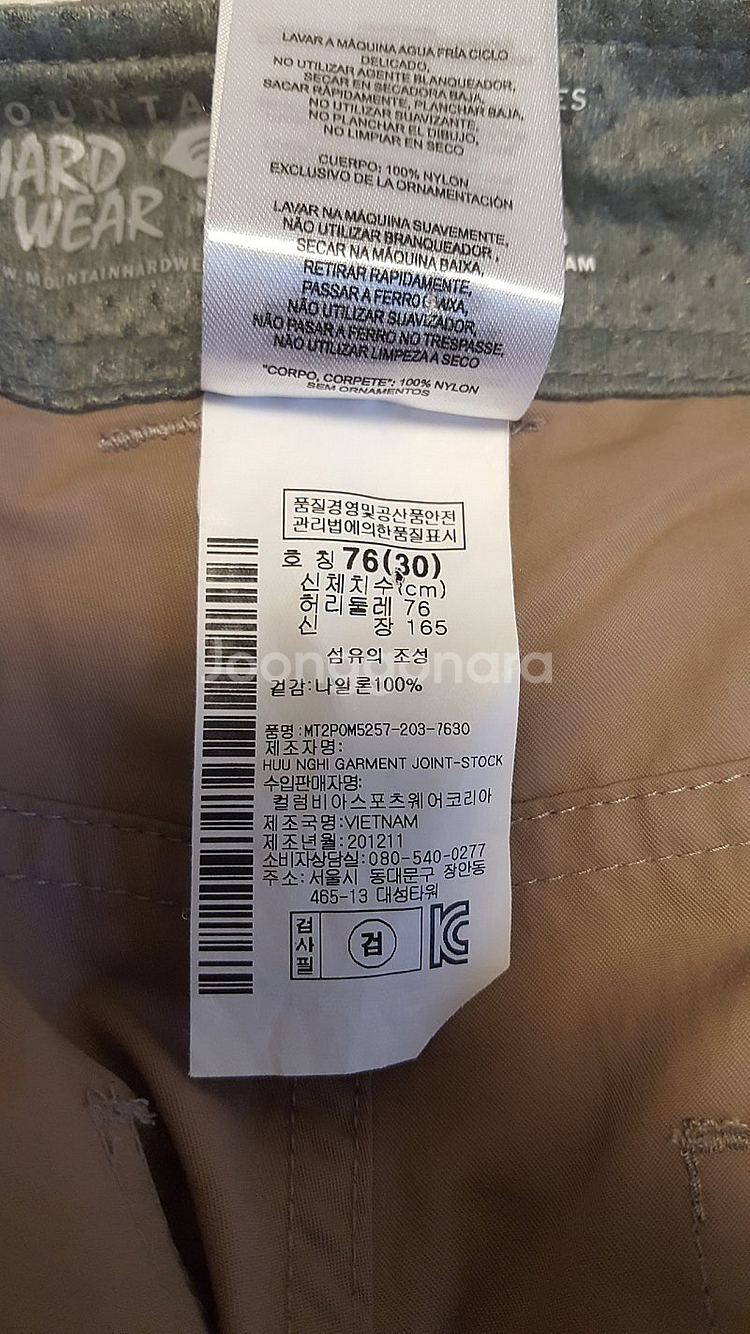 LAVAR A MÁQUINA AGUA FRÍA CICLO
DELICADO,
NO UTILIZAR AGENTE BLANQUEADOR,
SECAR EN SECADORA BAJA,
SACAR RÁPIDAMENTE, PLANCHAR BAJA,
NO UTILIZAR SUAVIZANTE,
NO PLANCHAR EL DIBUJO,
NO LIMPIAR EN SECO
CUERPO: 100% NYLON
EXCLUSIVO DE LA ORNAMENTACIÓN
LAVAR NA MÁQUINA SUAVEMENTE,
NÃO UTILIZAR BRANQUEADOR ,
SECAR NA MÁQUINA BAIXA,
RETIRAR RAPIDAMENTE,
PASSAR A FERRO BAIXA,
NÃO UTILIZAR SUAVIZADOR,
NÃO PASAR A FERRO NO TRESPASSE,
NÃO UTILIZAR LIMPEZA A SECO
"CORPO, CORPETE": 100% NYLON
SEM ORNAMENTOS
OUNTA
HARD
WEAR
W.MOUNTAINHARDWE
ES
AM
품질경영및공산품안전
관리법에의한품질표시
호 칭 76(30)
신체치수(cm)
허리둘레 76
신 장 165
섬유의 조성
겉감:나일론100%
품명:MT2POM5257-203-7630
제조자명:
HUU NGHI GARMENT JOINT-STOCK
수입판매자명:
컬럼비아스포츠웨어코리아
제조국명:VIETNAM
제조년월:201211
소비자상담실:080-540-0277
주소:서울시 동대문구 장안동
465-13 대성타워
검사필
검
Joonggonara